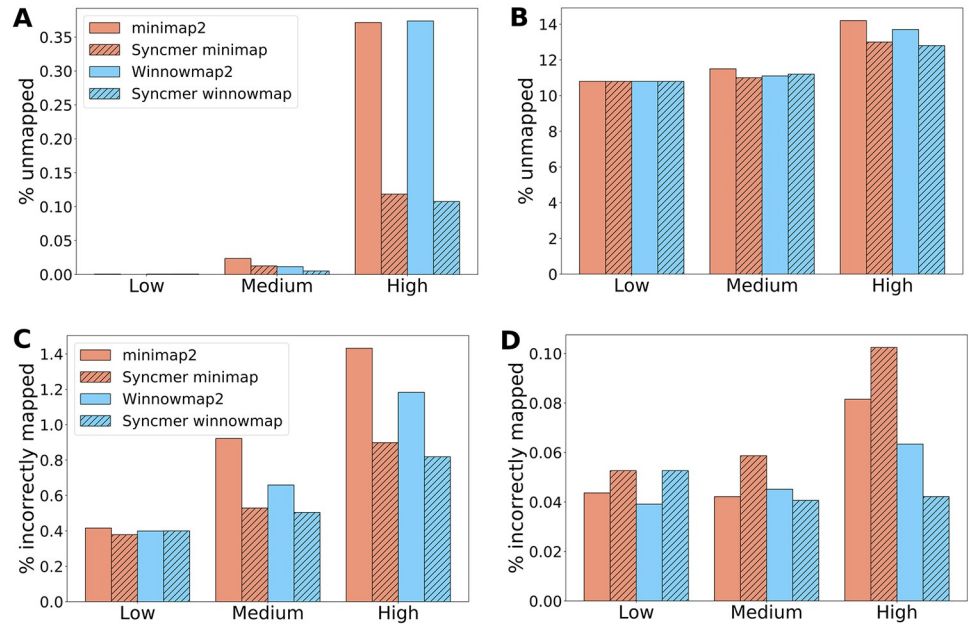 A
% unmapped
0.35
0.30
0.25
0.20
0.15
0.10
0.05
0.00
minimap2
Syncmer minimap
Winnowmap2
Syncmer winnowmap
Low Medium High
B
% unmapped
14
12
10
8
6
4
2
0
Low Medium High
C
% incorrectly mapped
1.4
1.2
1.0
0.8
0.6
0.4
0.2
0.0
minimap2
Syncmer minimap
Winnowmap2
Syncmer winnowmap
Low Medium High
D
% incorrectly mapped
0.10
0.08
0.06
0.04
0.02
0.00
Low Medium High